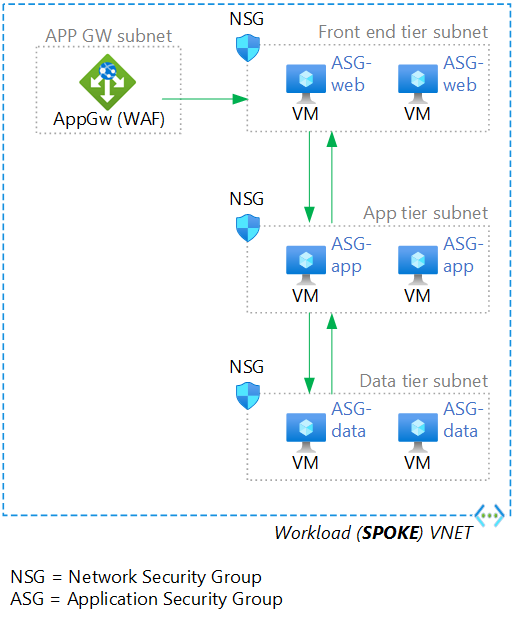 NSG
APP GW subnet
Front end tier subnet
ASG-
web
ASG-
web
AppGw (WAF)
VM
VM
NSG
App tier subnet
ASG-
app
ASG-
app
VM
VM
NSG
Data tier subnet
ASG-
data
ASG-
data
VM
VM
Workload (SPOKE) VNET
NSG = Network Security Group
ASG = Application Security Group